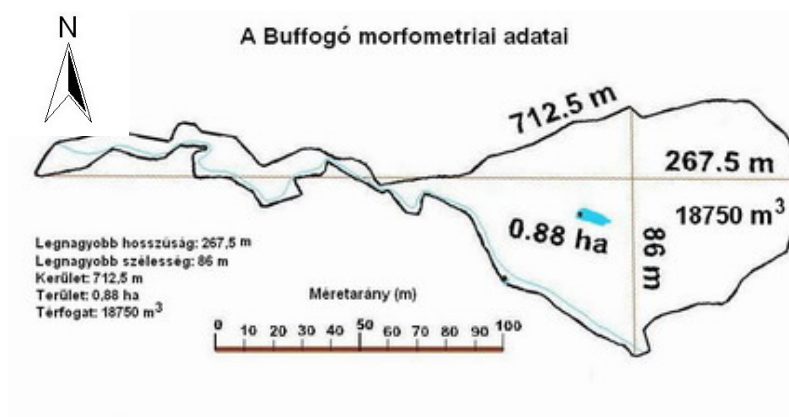 N
A Buffogó morfometriai adatai
712.5 m
267.5 m
18750 m³
0.88 ha
86 m
Legnagyobb hosszúság: 267,5 m
Legnagyobb szélesség: 86 m
Kerület: 712,5 m
Terület: 0,88 ha
Térfogat: 18750 m³
Méretarány (m)
0 10 20 30 40 50 60 70 80 90 100